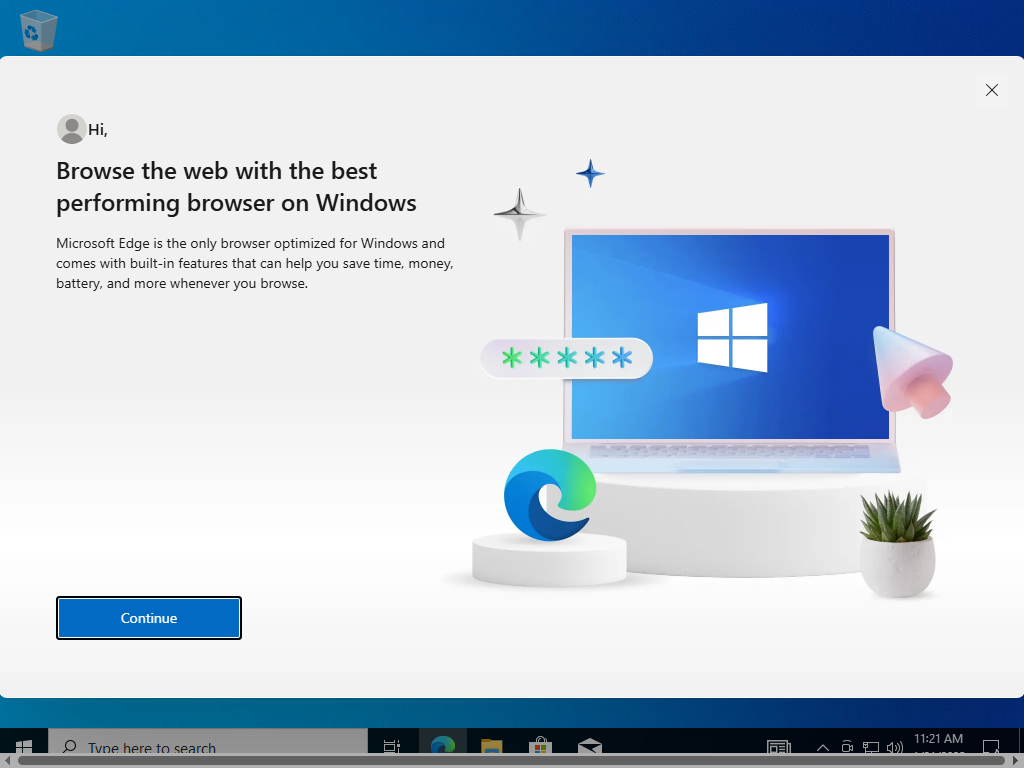 Hi,
Browse the web with the best
performing browser on Windows
Microsoft Edge is the only browser optimized for Windows and
comes with built-in features that can help you save time, money,
battery, and more whenever you browse.
Continue
Type here to search
11:21 AM